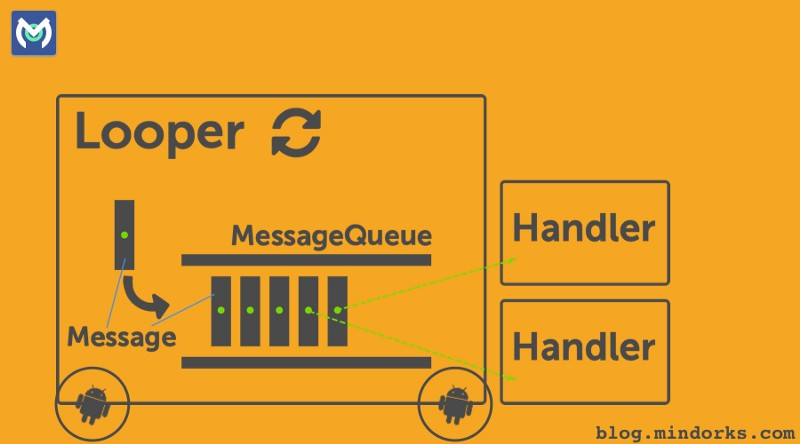 Looper
MessageQueue
Message
Handler
Handler
blog.mindorks.com